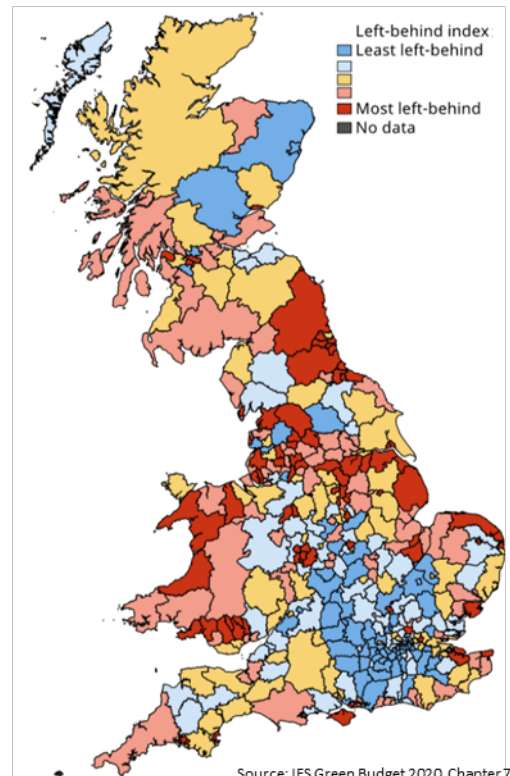 Left-behind index:
Least left-behind
Most left-behind
No data
Source: IFS Green Budget 2020, Chapter 7